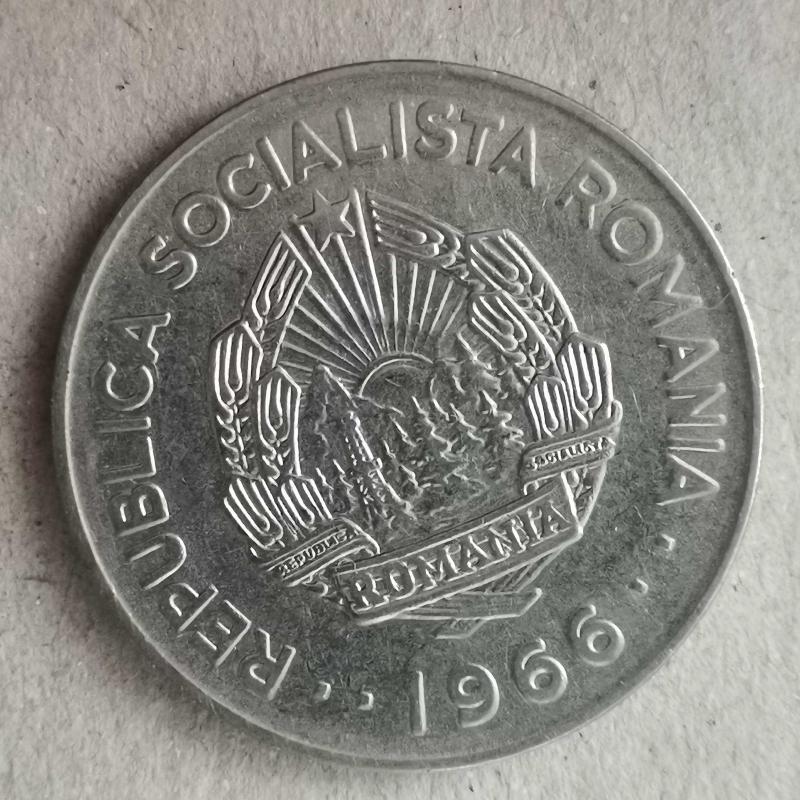 REPUBLICA SOCIALISTA ROMANIA
REPUBLICA
ROMANIA
SOCIALISTA
1966